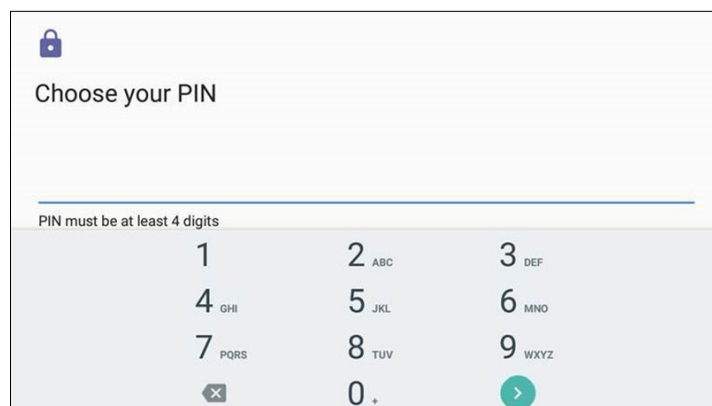 Choose your PIN
PIN must be at least 4 digits
1 2 ABC 3 DEF
4 GHI 5 JKL 6 MNO
7 PQRS 8 TUV 9 WXYZ
0 +